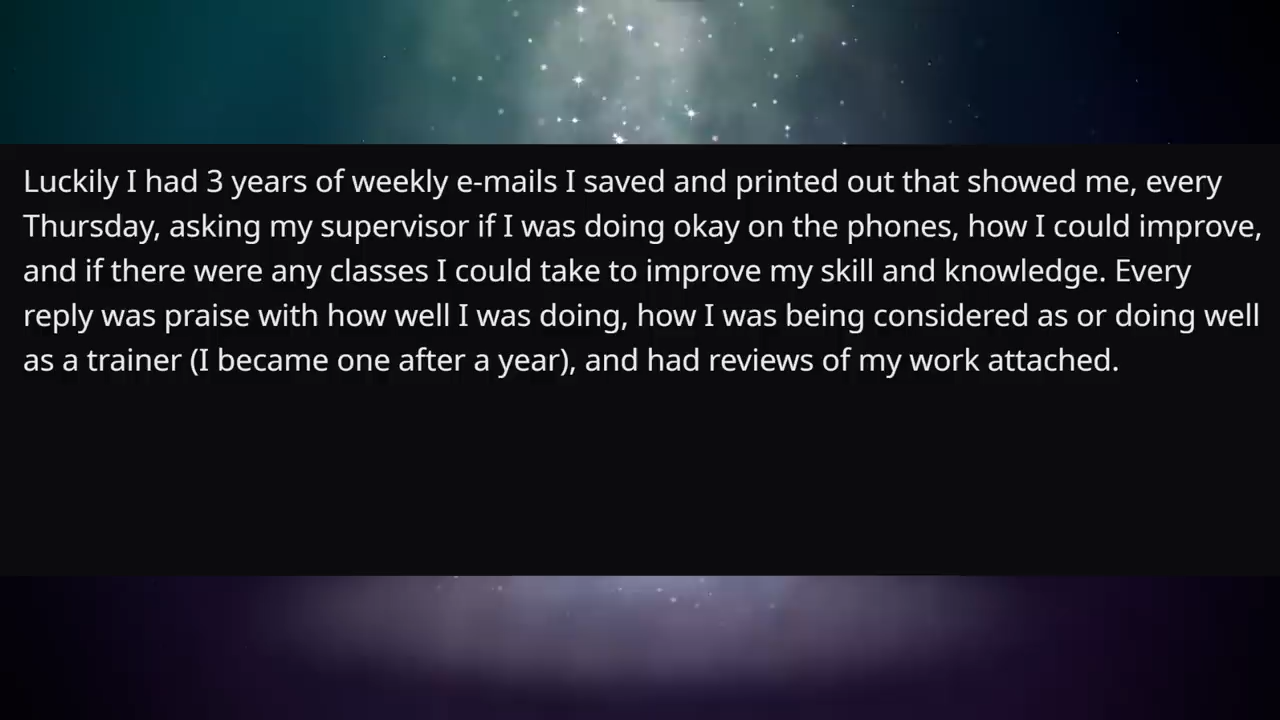 Luckily I had 3 years of weekly e-mails I saved and printed out that showed me, every
Thursday, asking my supervisor if I was doing okay on the phones, how I could improve,
and if there were any classes I could take to improve my skill and knowledge. Every
reply was praise with how well I was doing, how I was being considered as or doing well
as a trainer (I became one after a year), and had reviews of my work attached.